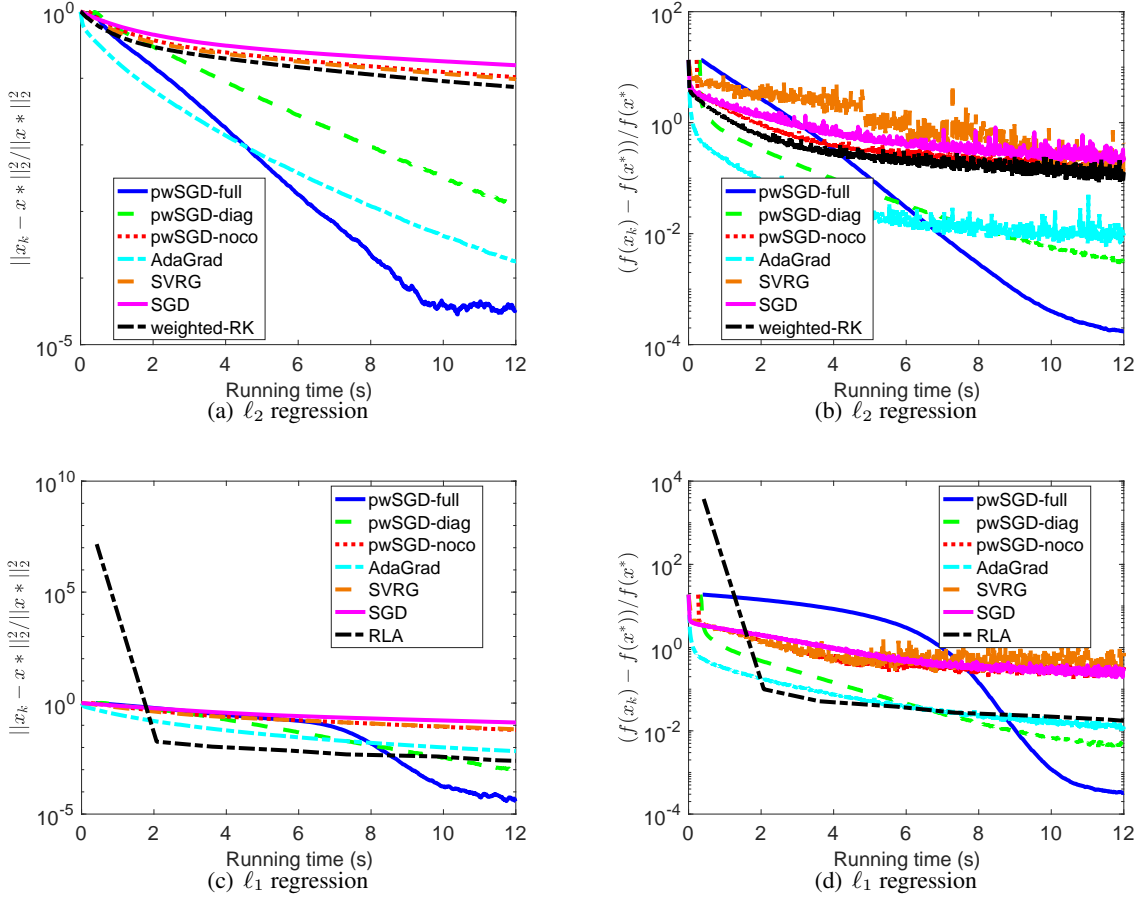 10^0
10^{-5}
||x_k − x*||_2^2/||x*||_2^2
pwSGD-full
pwSGD-diag
pwSGD-noco
AdaGrad
SVRG
SGD
weighted-RK
0 2 4 6 8 10 12
Running time (s)
(a) ℓ_2 regression
10^2
10^0
10^{-2}
10^{-4}
(f(x_k) − f(x^*))/f(x^*)
pwSGD-full
pwSGD-diag
pwSGD-noco
AdaGrad
SVRG
SGD
weighted-RK
0 2 4 6 8 10 12
Running time (s)
(b) ℓ_2 regression
10^{10}
10^5
10^0
10^{-5}
||x_k − x*||_2^2/||x*||_2^2
pwSGD-full
pwSGD-diag
pwSGD-noco
AdaGrad
SVRG
SGD
RLA
0 2 4 6 8 10 12
Running time (s)
(c) ℓ_1 regression
10^4
10^2
10^0
10^{-2}
10^{-4}
(f(x_k) − f(x^*))/f(x^*)
pwSGD-full
pwSGD-diag
pwSGD-noco
AdaGrad
SVRG
SGD
RLA
0 2 4 6 8 10 12
Running time (s)
(d) ℓ_1 regression